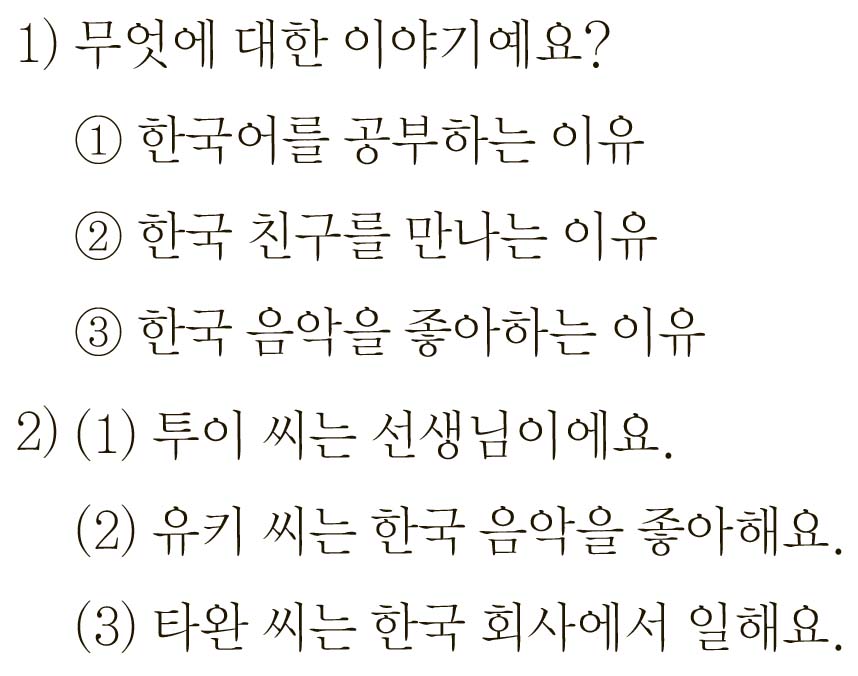 1) 무엇에 대한 이야기예요?
① 한국어를 공부하는 이유
② 한국 친구를 만나는 이유
③ 한국 음악을 좋아하는 이유
2) (1) 투이 씨는 선생님이에요.
(2) 유키 씨는 한국 음악을 좋아해요.
(3) 타완 씨는 한국 회사에서 일해요.